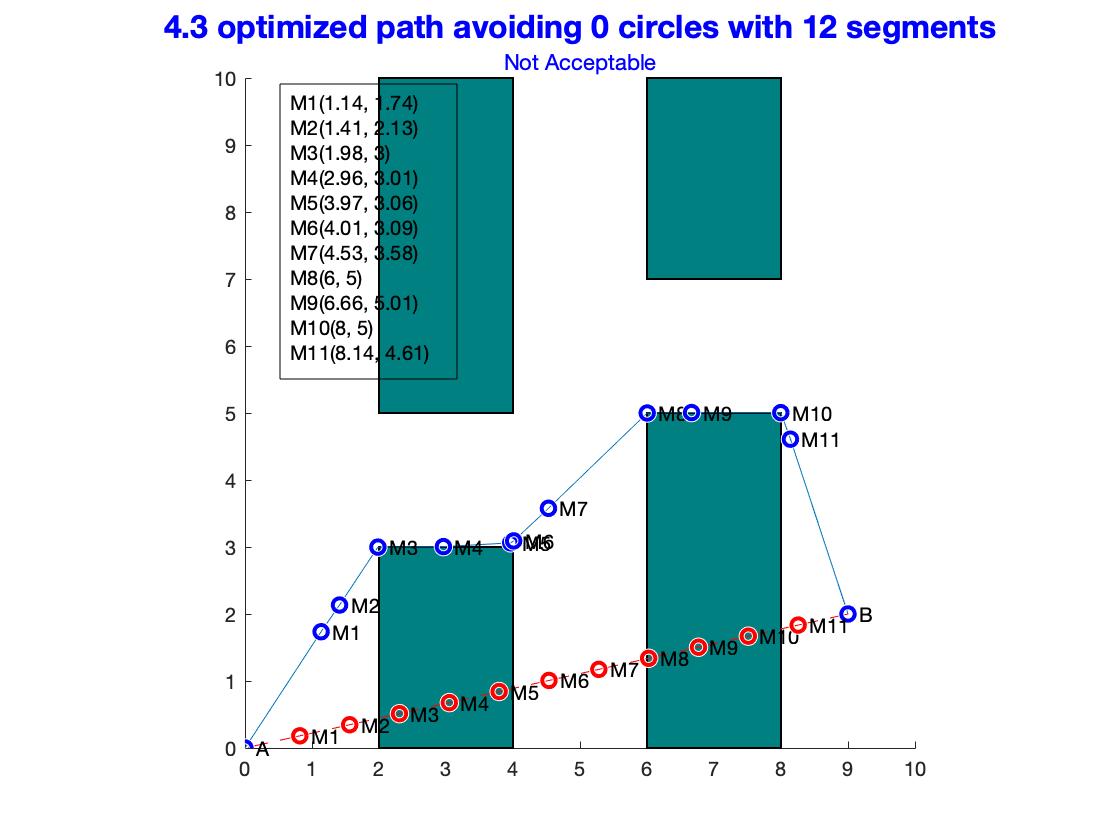 4.3 optimized path avoiding 0 circles with 12 segments
Not Acceptable
10
9
8
7
6
5
4
3
2
1
0
M1(1.14, 1.74)
M2(1.41, 2.13)
M3(1.98, 3)
M4(2.96, 3.01)
M5(3.97, 3.06)
M6(4.01, 3.09)
M7(4.53, 3.58)
M8(6, 5)
M9(6.66, 5.01)
M10(8, 5)
M11(8.14, 4.61)
M8 M9 M10
M11
M7
M3 M4 M5 M6
M2
M1
A
B
M1 M2 M3 M4 M5 M6 M7 M8 M9 M10 M11
0 1 2 3 4 5 6 7 8 9 10